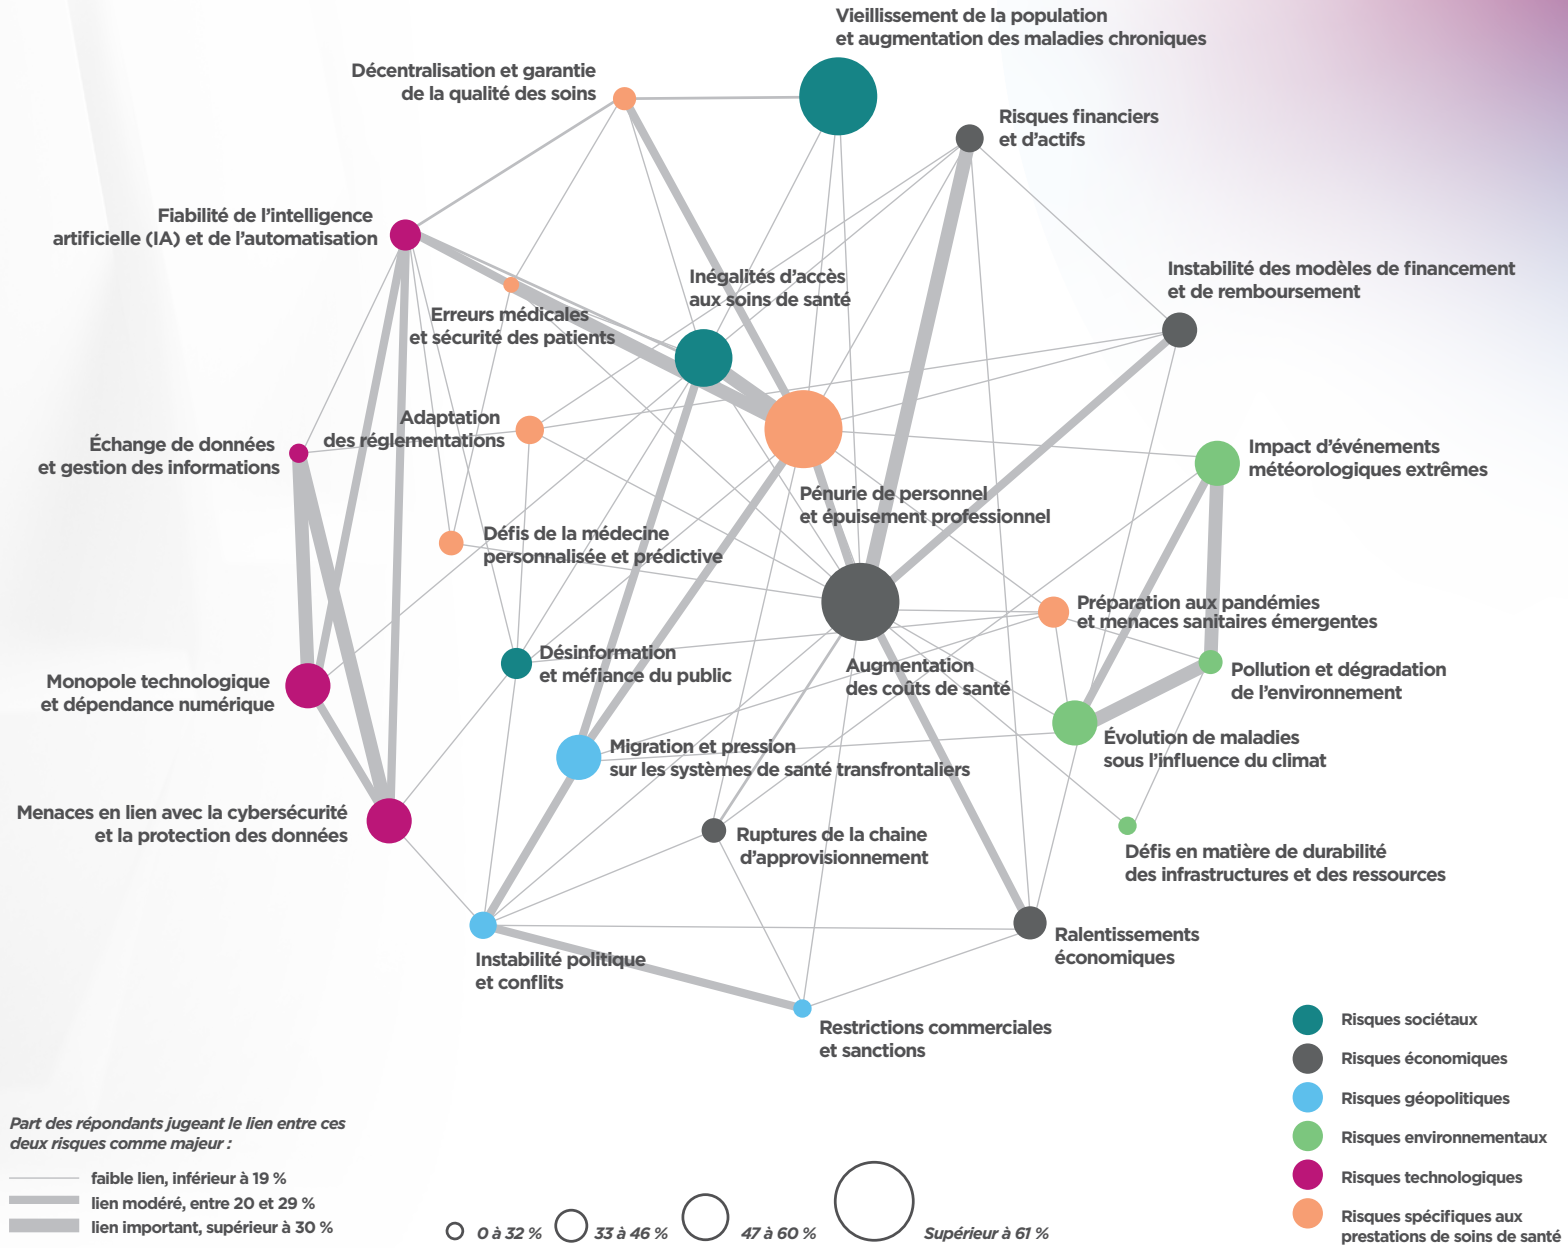 Vieillissement de la population
et augmentation des maladies chroniques
Décentralisation et garantie
de la qualité des soins
Risques financiers
et d'actifs
Fiabilité de l'intelligence
artificielle (IA) et de l'automatisation
Inégalités d'accès
aux soins de santé
Instabilité des modèles de financement
et de remboursement
Erreurs médicales
et sécurité des patients
Adaptation
des réglementations
Échange de données
et gestion des informations
Impact d'événements
météorologiques extrêmes
Pénurie de personnel
et épuisement professionnel
Défis de la médecine
personnalisée et prédictive
Préparation aux pandémies
et menaces sanitaires émergentes
Désinformation
et méfiance du public
Augmentation
des coûts de santé
Pollution et dégradation
de l'environnement
Monopole technologique
et dépendance numérique
Migration et pression
sur les systèmes de santé transfrontaliers
Évolution de maladies
sous l'influence du climat
Menaces en lien avec la cybersécurité
et la protection des données
Ruptures de la chaine
d'approvisionnement
Défis en matière de durabilité
des infrastructures et des ressources
Instabilité politique
et conflits
Ralentissements
économiques
Restrictions commerciales
et sanctions
Risques sociétaux
Risques économiques
Risques géopolitiques
Risques environnementaux
Risques technologiques
Risques spécifiques aux
prestations de soins de santé
Part des répondants jugeant le lien entre ces
deux risques comme majeur :
faible lien, inférieur à 19 %
lien modéré, entre 20 et 29 %
lien important, supérieur à 30 %
0 à 32 %
33 à 46 %
47 à 60 %
Supérieur à 61 %